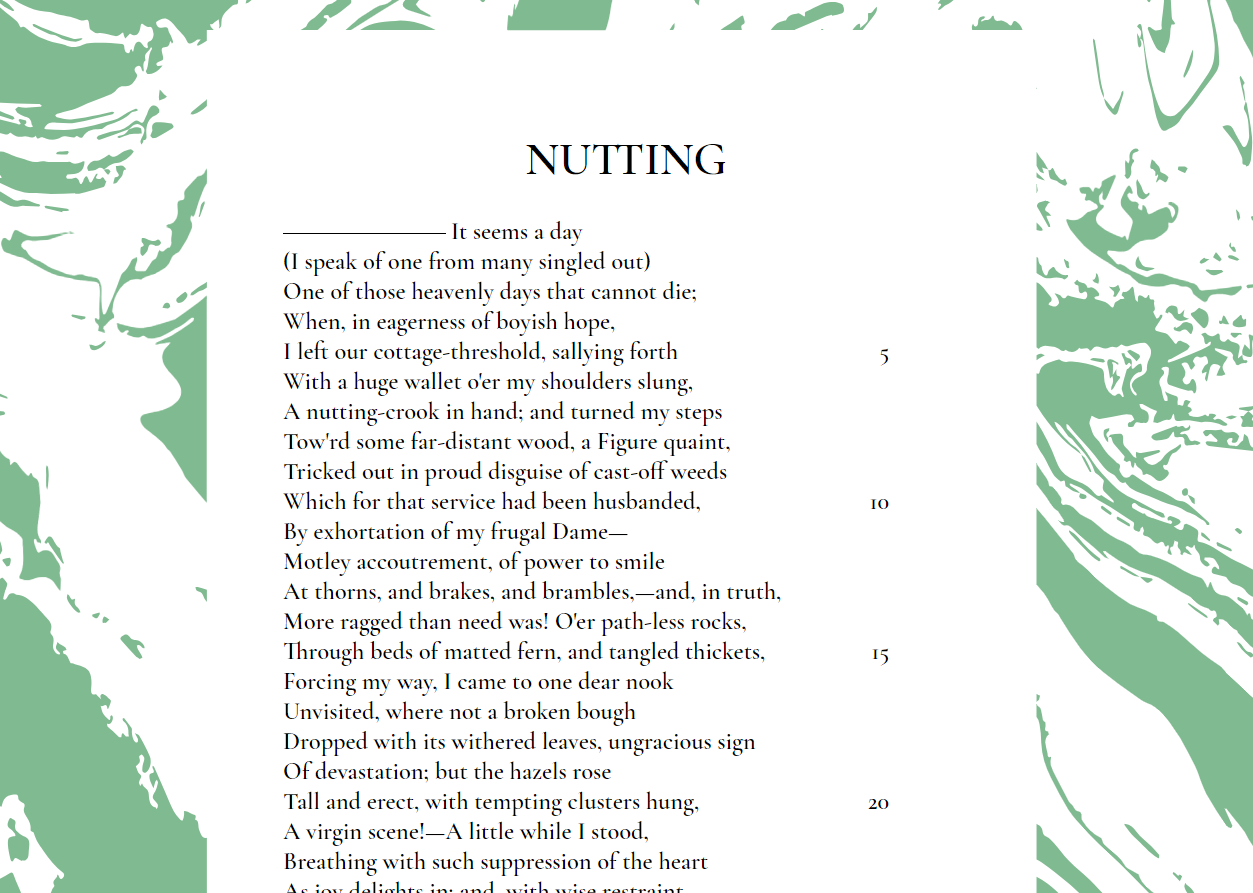 NUTTING
———————— It seems a day
(I speak of one from many singled out)
One of those heavenly days that cannot die;
When, in eagerness of boyish hope,
I left our cottage-threshold, sallying forth 5
With a huge wallet o'er my shoulders slung,
A nutting-crook in hand; and turned my steps
Tow'rd some far-distant wood, a Figure quaint,
Tricked out in proud disguise of cast-off weeds
Which for that service had been husbanded, 10
By exhortation of my frugal Dame—
Motley accoutrement, of power to smile
At thorns, and brakes, and brambles,—and, in truth,
More ragged than need was! O'er path-less rocks,
Through beds of matted fern, and tangled thickets, 15
Forcing my way, I came to one dear nook
Unvisited, where not a broken bough
Dropped with its withered leaves, ungracious sign
Of devastation; but the hazels rose
Tall and erect, with tempting clusters hung, 20
A virgin scene!—A little while I stood,
Breathing with such suppression of the heart
As joy delights in; and, with wise restraint